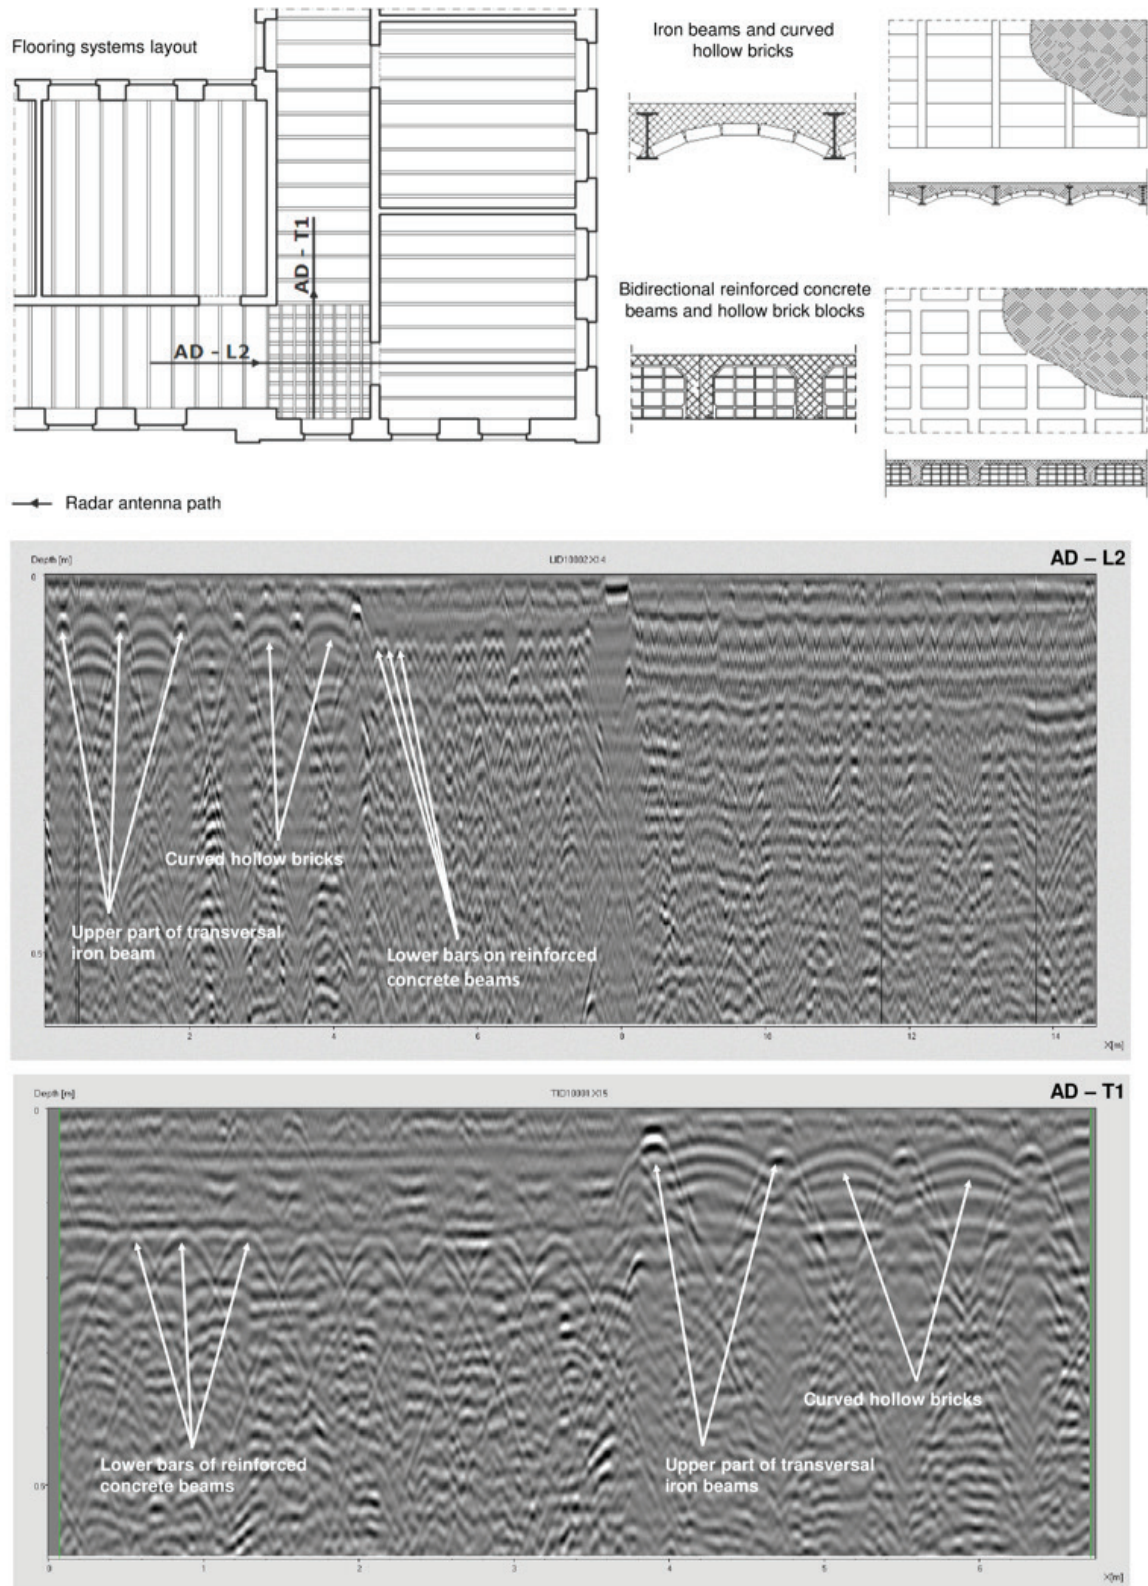 Flooring systems layout
Iron beams and curved
hollow bricks
AD - T1
AD - L2
Bidirectional reinforced concrete
beams and hollow brick blocks
Radar antenna path
Depth [m]
AD – L2
0
Curved hollow bricks
Upper part of transversal
iron beam
Lower bars on reinforced
concrete beams
2
4
6
8
10
12
14
X[m]
Depth [m]
AD – T1
0
Curved hollow bricks
Lower bars of reinforced
concrete beams
Upper part of transversal
iron beams
0
1
2
3
4
5
6
X[m]